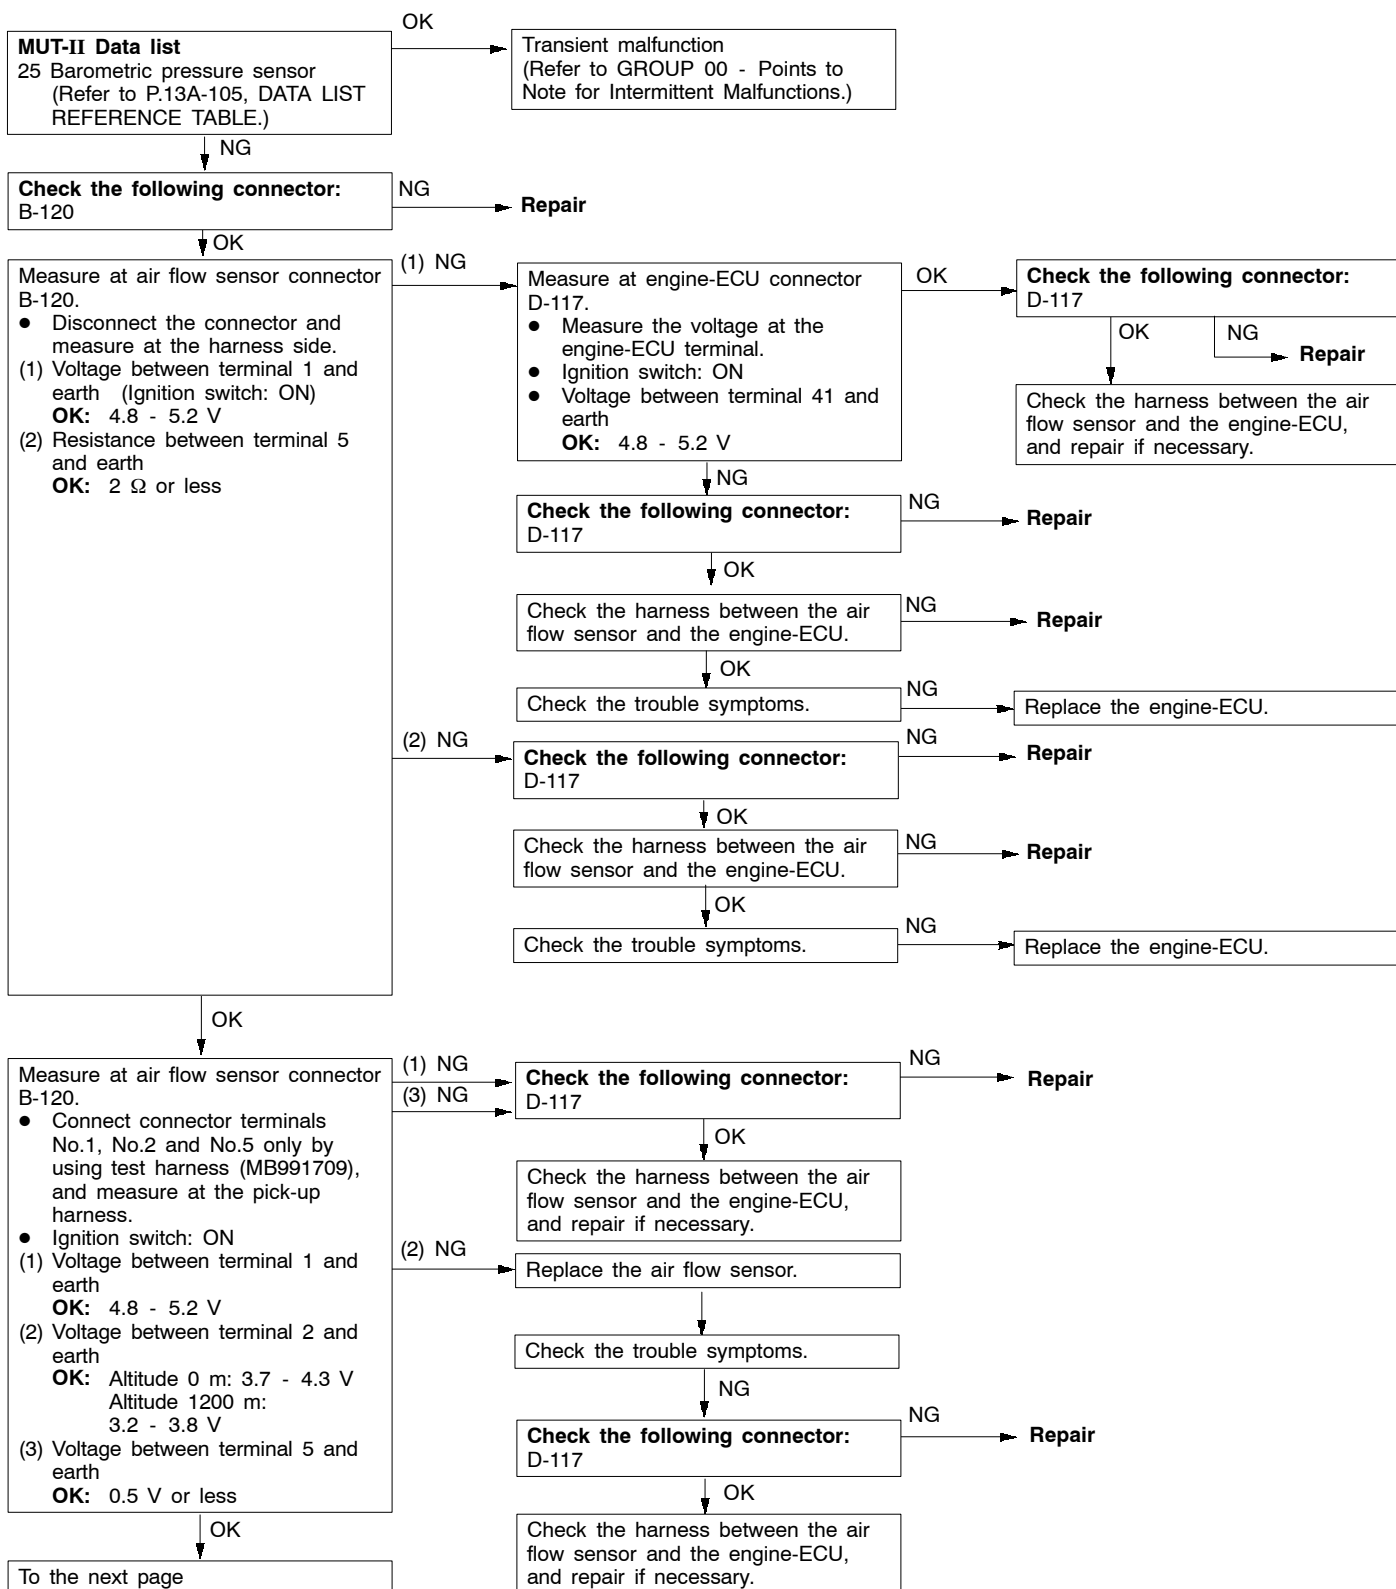 OK
MUT-II Data list
25 Barometric pressure sensor
(Refer to P.13A-105, DATA LIST
REFERENCE TABLE.)
Transient malfunction
(Refer to GROUP 00 - Points to
Note for Intermittent Malfunctions.)
NG
Check the following connector:
B-120
NG
Repair
OK
Measure at air flow sensor connector
B-120.
● Disconnect the connector and
measure at the harness side.
(1) Voltage between terminal 1 and
earth (Ignition switch: ON)
OK: 4.8 - 5.2 V
(2) Resistance between terminal 5
and earth
OK: 2 Ω or less
(1) NG
Measure at engine-ECU connector
D-117.
● Measure the voltage at the
engine-ECU terminal.
● Ignition switch: ON
● Voltage between terminal 41 and
earth
OK: 4.8 - 5.2 V
OK
Check the following connector:
D-117
OK
NG
Repair
Check the harness between the air
flow sensor and the engine-ECU,
and repair if necessary.
NG
Check the following connector:
D-117
NG
Repair
OK
Check the harness between the air
flow sensor and the engine-ECU.
NG
Repair
OK
Check the trouble symptoms.
NG
Replace the engine-ECU.
(2) NG
Check the following connector:
D-117
NG
Repair
OK
Check the harness between the air
flow sensor and the engine-ECU.
NG
Repair
OK
Check the trouble symptoms.
NG
Replace the engine-ECU.
OK
Measure at air flow sensor connector
B-120.
● Connect connector terminals
No.1, No.2 and No.5 only by
using test harness (MB991709),
and measure at the pick-up
harness.
● Ignition switch: ON
(1) Voltage between terminal 1 and
earth
OK: 4.8 - 5.2 V
(2) Voltage between terminal 2 and
earth
OK: Altitude 0 m: 3.7 - 4.3 V
Altitude 1200 m:
3.2 - 3.8 V
(3) Voltage between terminal 5 and
earth
OK: 0.5 V or less
(1) NG
(3) NG
Check the following connector:
D-117
NG
Repair
OK
Check the harness between the air
flow sensor and the engine-ECU,
and repair if necessary.
(2) NG
Replace the air flow sensor.
Check the trouble symptoms.
NG
Check the following connector:
D-117
NG
Repair
OK
Check the harness between the air
flow sensor and the engine-ECU,
and repair if necessary.
OK
To the next page